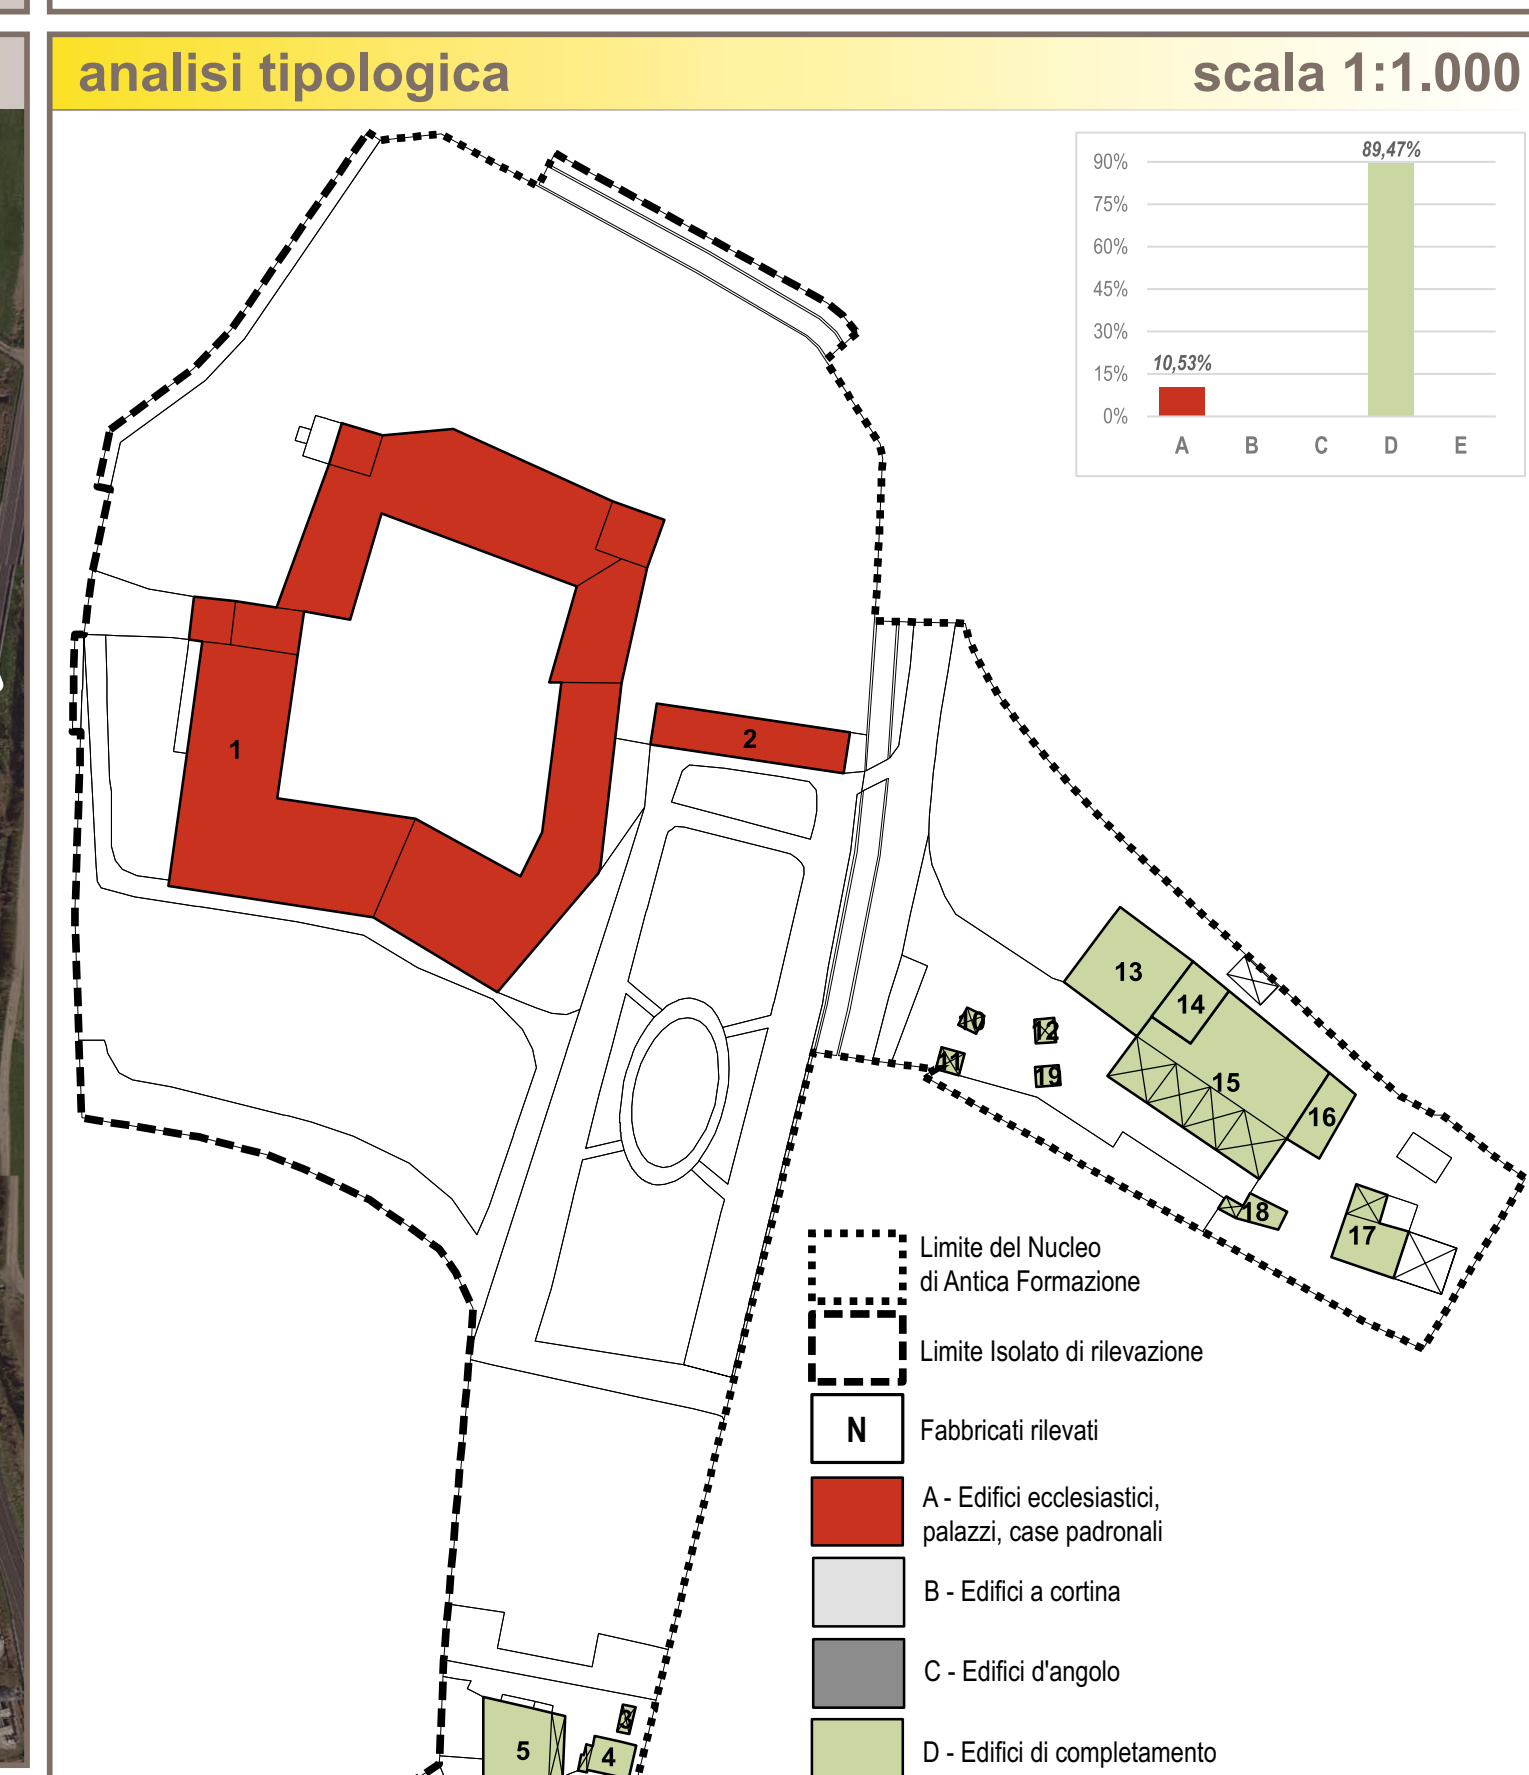 analisi tipologica
scala 1:1.000
89,47%
90%
75%
60%
45%
30%
10,53%
15%
0%
A B C D E
1
2
13
14
10
12
11
19
15
16
18
17
Limite del Nucleo
di Antica Formazione
Limite Isolato di rilevazione
N
Fabbricati rilevati
A - Edifici ecclesiastici,
palazzi, case padronali
B - Edifici a cortina
C - Edifici d'angolo
3
5
4
D - Edifici di completamento